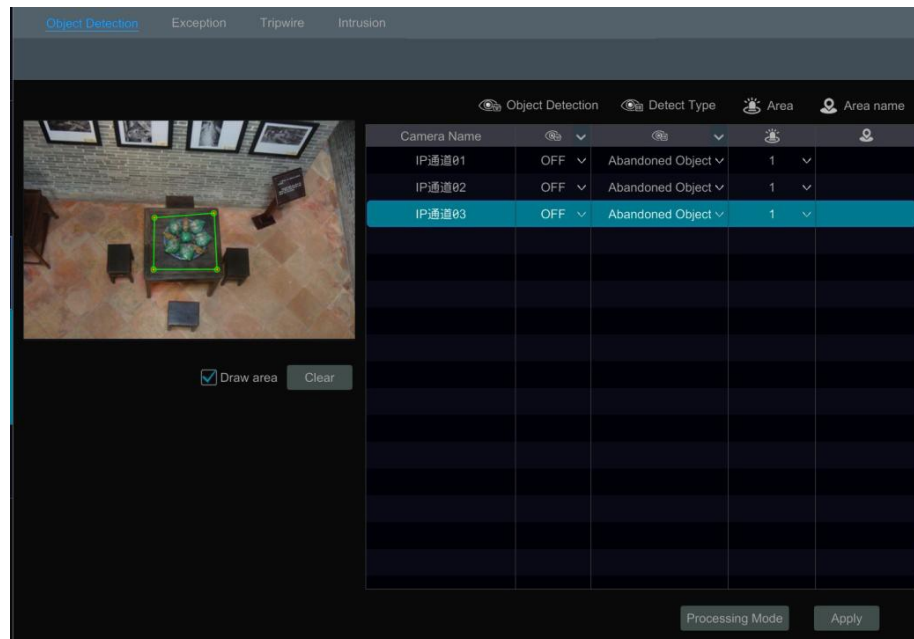 Object Detection Exception Tripwire Intrusion
Object Detection Detect Type Area Area name
Camera Name
IP通道01 OFF Abandoned Object 1
IP通道02 OFF Abandoned Object 1
IP通道03 OFF Abandoned Object 1
Draw area Clear
Processing Mode Apply